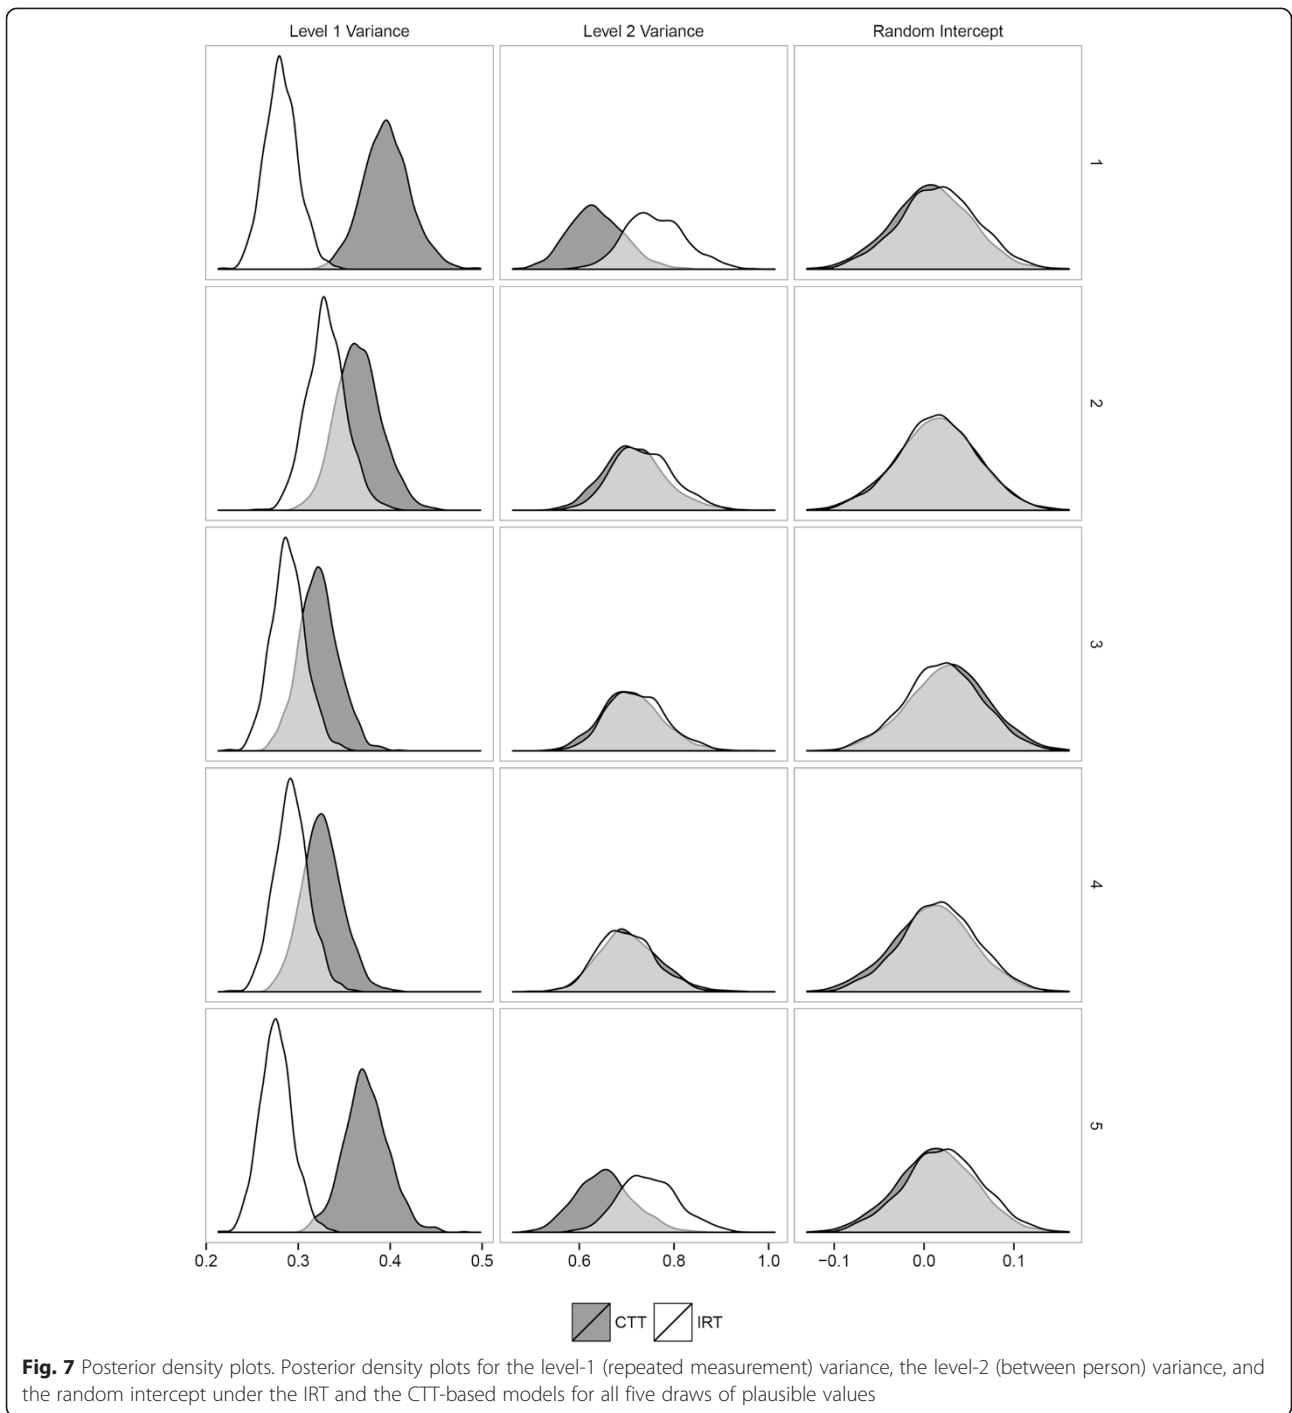 Level 1 Variance
Level 2 Variance
Random Intercept
1
2
3
4
5
0.2
0.3
0.4
0.5
0.6
0.8
1.0
−0.1
0.0
0.1
CTT
IRT
Fig. 7 Posterior density plots. Posterior density plots for the level-1 (repeated measurement) variance, the level-2 (between person) variance, and
the random intercept under the IRT and the CTT-based models for all five draws of plausible values